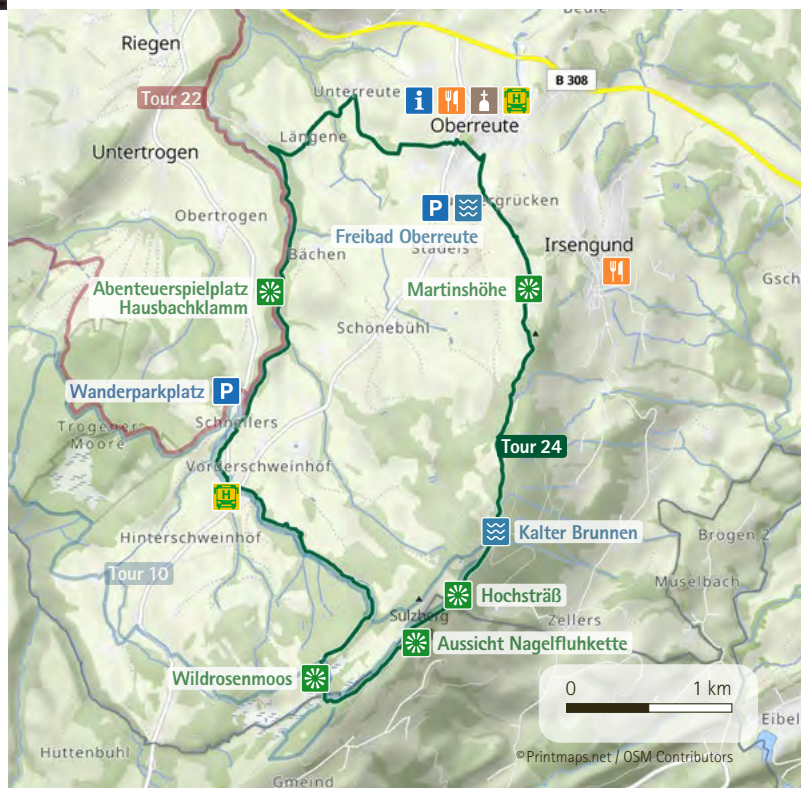 Beule
Riegen
B 308
Tour 22
Unterreute
i
H
Oberreute
Längene
Untertrogen
P
Obertrogen
Freibad Oberreute
Irsengund
Bächen
Abenteuerspielplatz
Hausbachklamm
Martinshöhe
Schönebühl
Wanderparkplatz
P
Trogener
Moore
Tour 24
Vorderschweinhof
H
Kalter Brunnen
Hinterschweinhof
Brogen 2
Tour 10
Muselbach
Hochsträß
Sulzberg
Zellers
Aussicht Nagelfluhkette
Wildrosenmoos
0 1 km
Eibel
Huttenbühl
©Printmaps.net / OSM Contributors
Gmeind